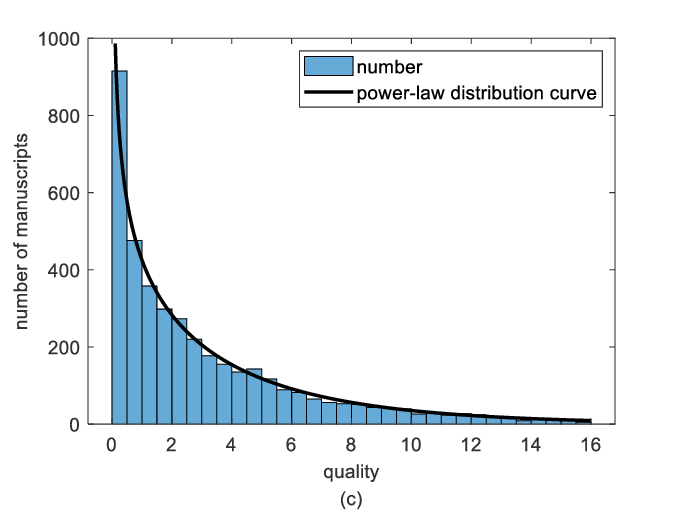 1000
800
600
400
200
0
number of manuscripts
number
power-law distribution curve
0 2 4 6 8 10 12 14 16
quality
(c)